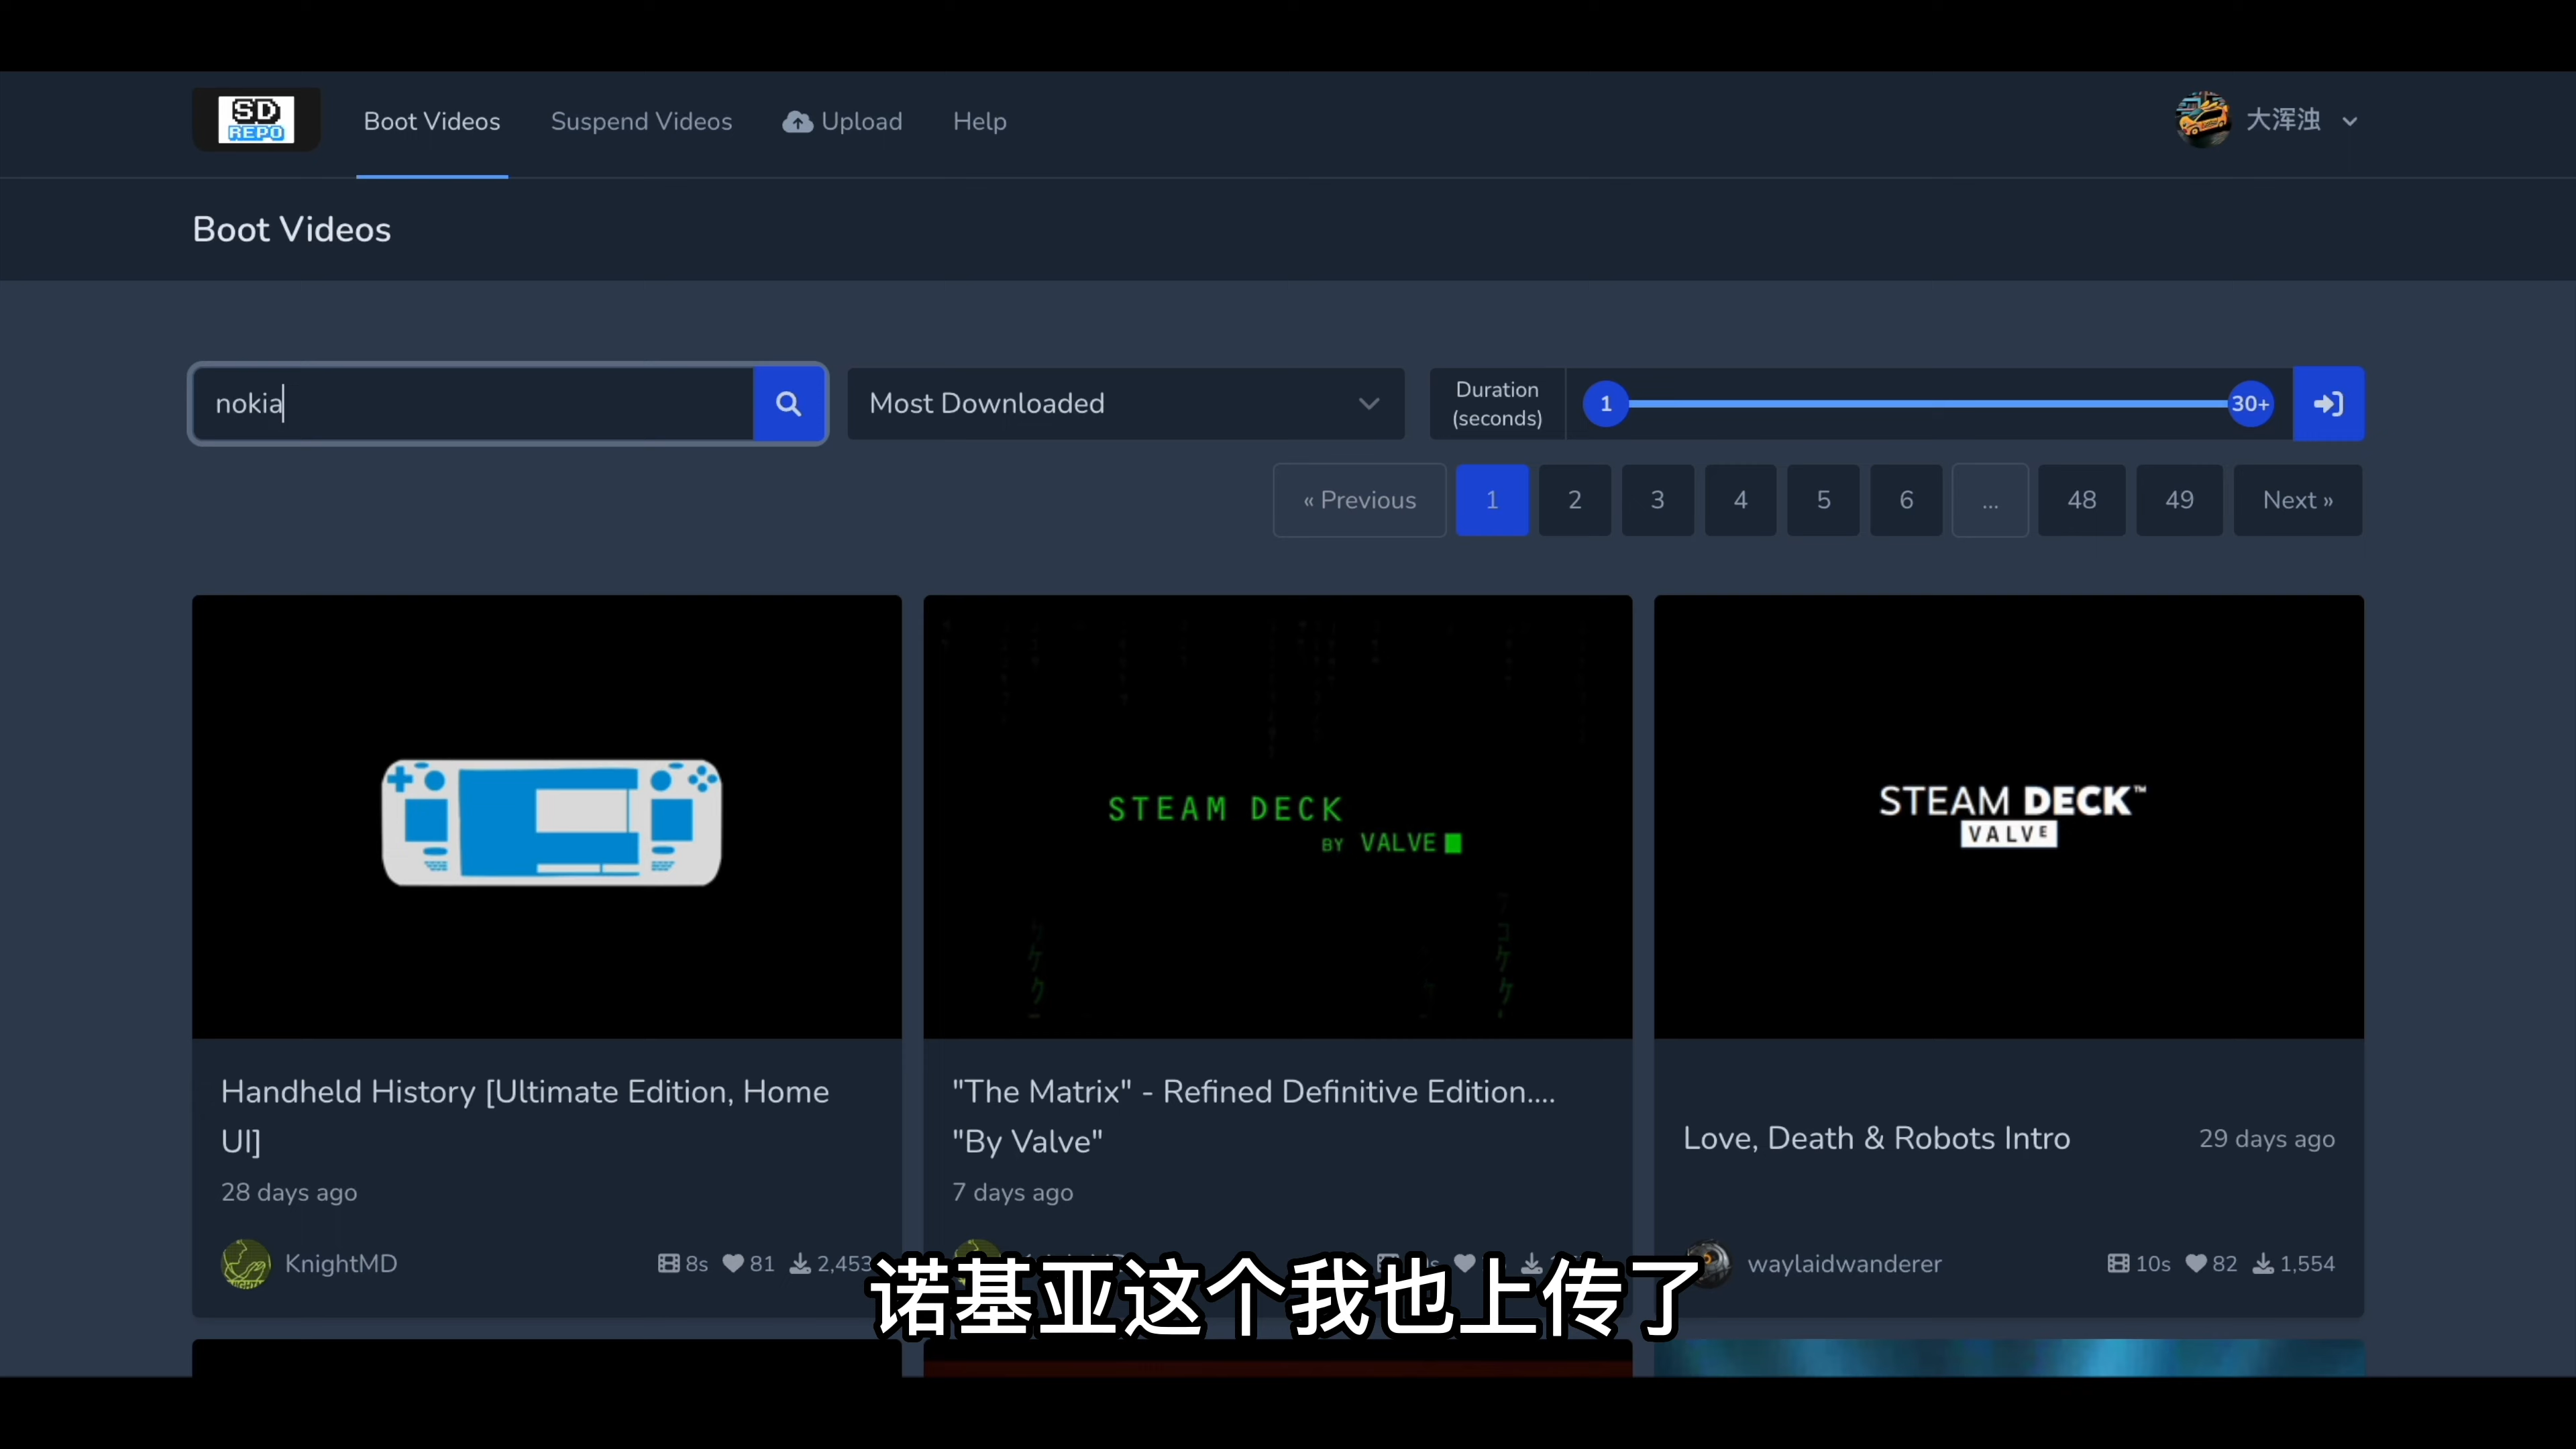 SD
REPO
Boot Videos
Suspend Videos
Upload
Help
大浑浊
Boot Videos
nokia
Most Downloaded
Duration
(seconds)
1
30+
« Previous
1
2
3
4
5
6
...
48
49
Next »
STEAM DECK
BY VALVE
STEAM DECK™
VALVE
Handheld History [Ultimate Edition, Home
UI]
28 days ago
KnightMD
8s
81
2,453
"The Matrix" - Refined Definitive Edition....
"By Valve"
7 days ago
Love, Death & Robots Intro
29 days ago
waylaidwanderer
10s
82
1,554
诺基亚这个我也上传了